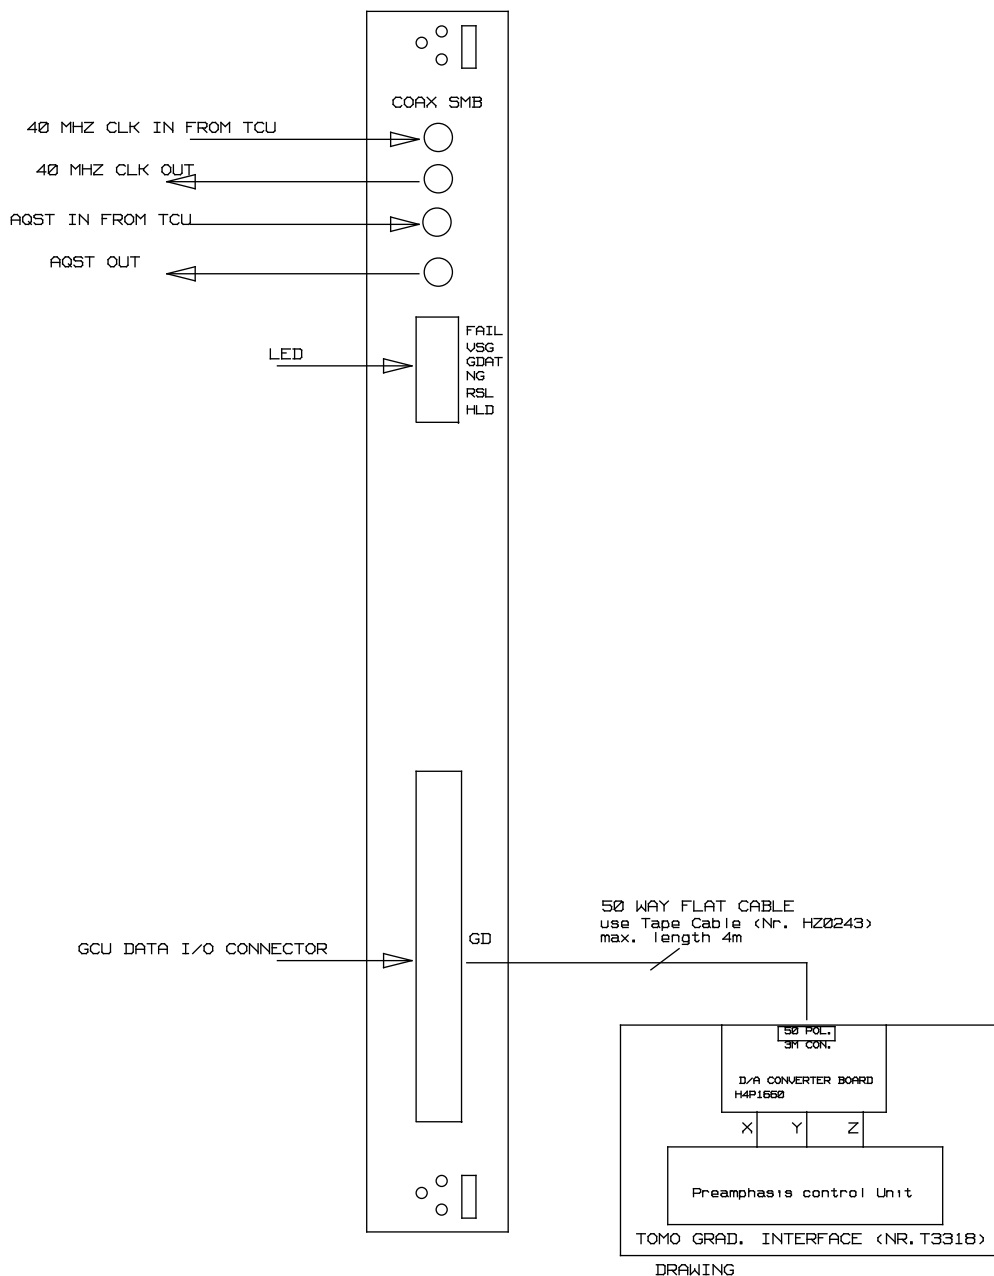 COAX SMB
40 MHZ CLK IN FROM TCU
40 MHZ CLK OUT
AQST IN FROM TCU
AQST OUT
LED
FAIL
VSG
GDAT
NG
RSL
HLD
50 WAY FLAT CABLE
use Tape Cable (Nr. HZ0243)
max. length 4m
GD
GCU DATA I/O CONNECTOR
50 POL.
3M CON.
D/A CONVERTER BOARD
H4P1660
X Y Z
Preamphasis control Unit
TOMO GRAD. INTERFACE (NR.T3318)
DRAWING